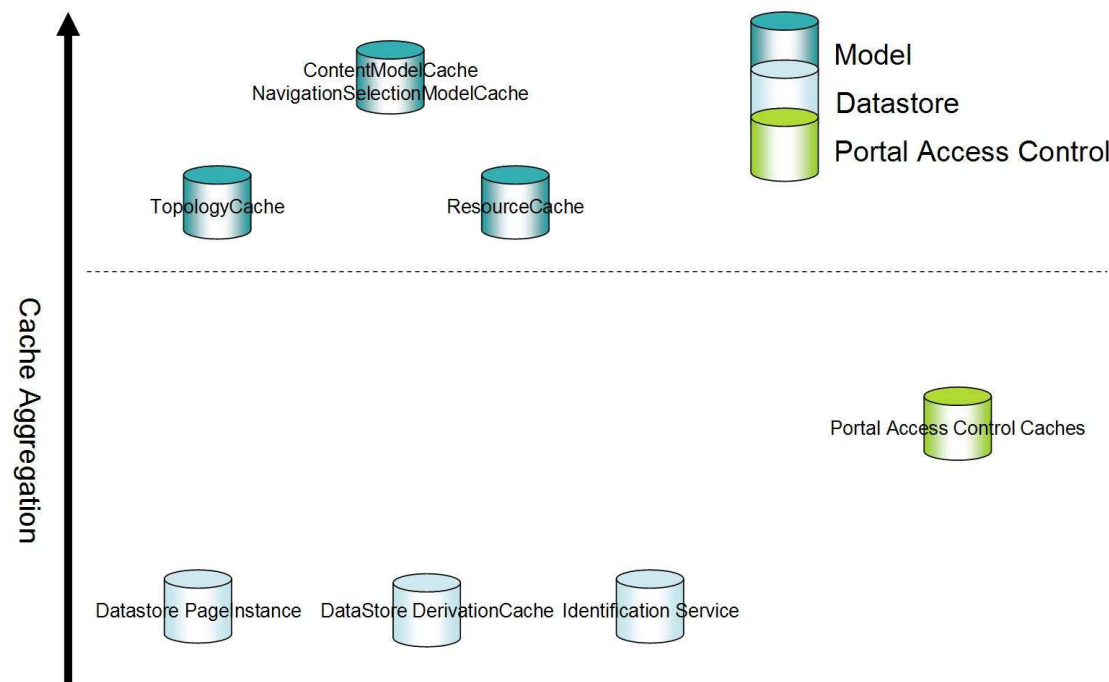 ContentModelCache
NavigationSelectionModelCache
Model
Datastore
Portal Access Control
TopologyCache
ResourceCache
Cache Aggregation
Portal Access Control Caches
Datastore PageInstance
DataStore DerivationCache
Identification Service